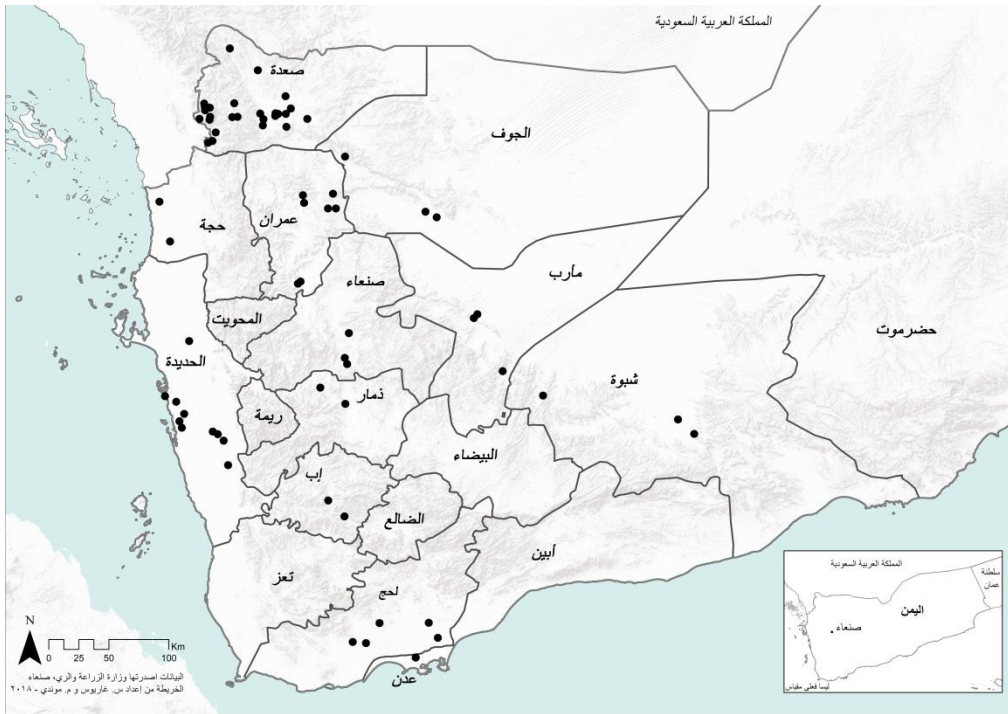 المملكة العربية السعودية
صعدة
الجوف
حجة
عمران
مأرب
صنعاء
المحويت
حضرموت
الحديدة
شبوة
ذمار
ريمة
البيضاء
إب
الضالع
أبين
تعز
لحج
عدن
N
0 25 50 100 Km
البيانات اصدرتها وزارة الزراعة والري، صنعاء
الخريطة من إعداد س. غاريوس و م. موندي - ٢٠١٨
المملكة العربية السعودية
سلطنة
عمان
اليمن
صنعاء
ليسا فعلى مقياس